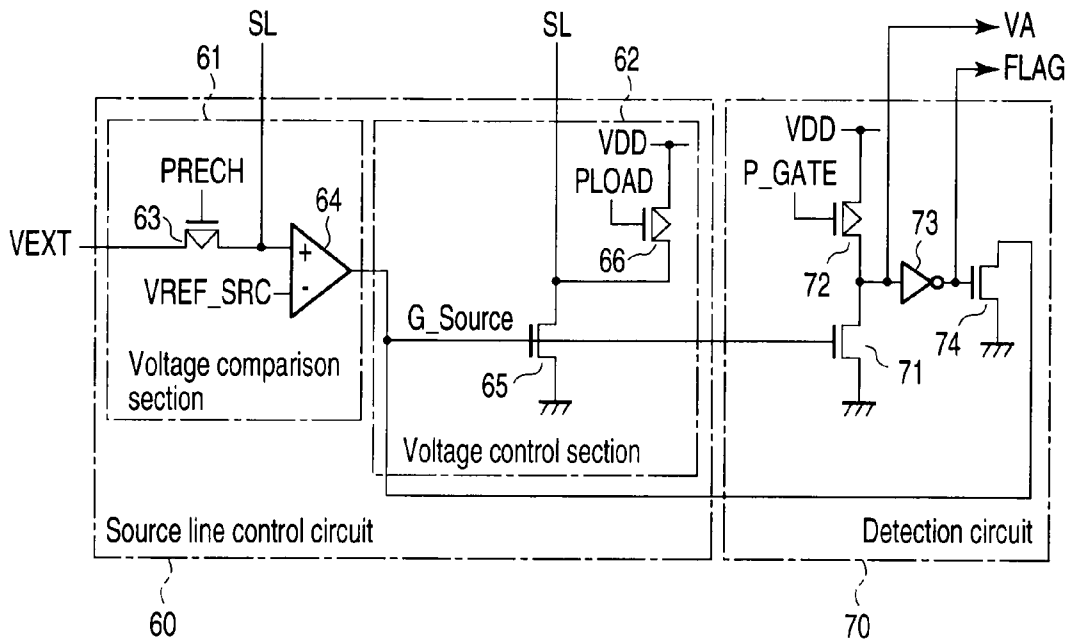 SL
SL
VA
FLAG
61
62
PRECH
63
VEXT
64
+
-
VREF_SRC
VDD
PLOAD
66
G_Source
65
Voltage comparison
section
Voltage control section
Source line control circuit
60
VDD
P_GATE
72
73
74
71
Detection circuit
70